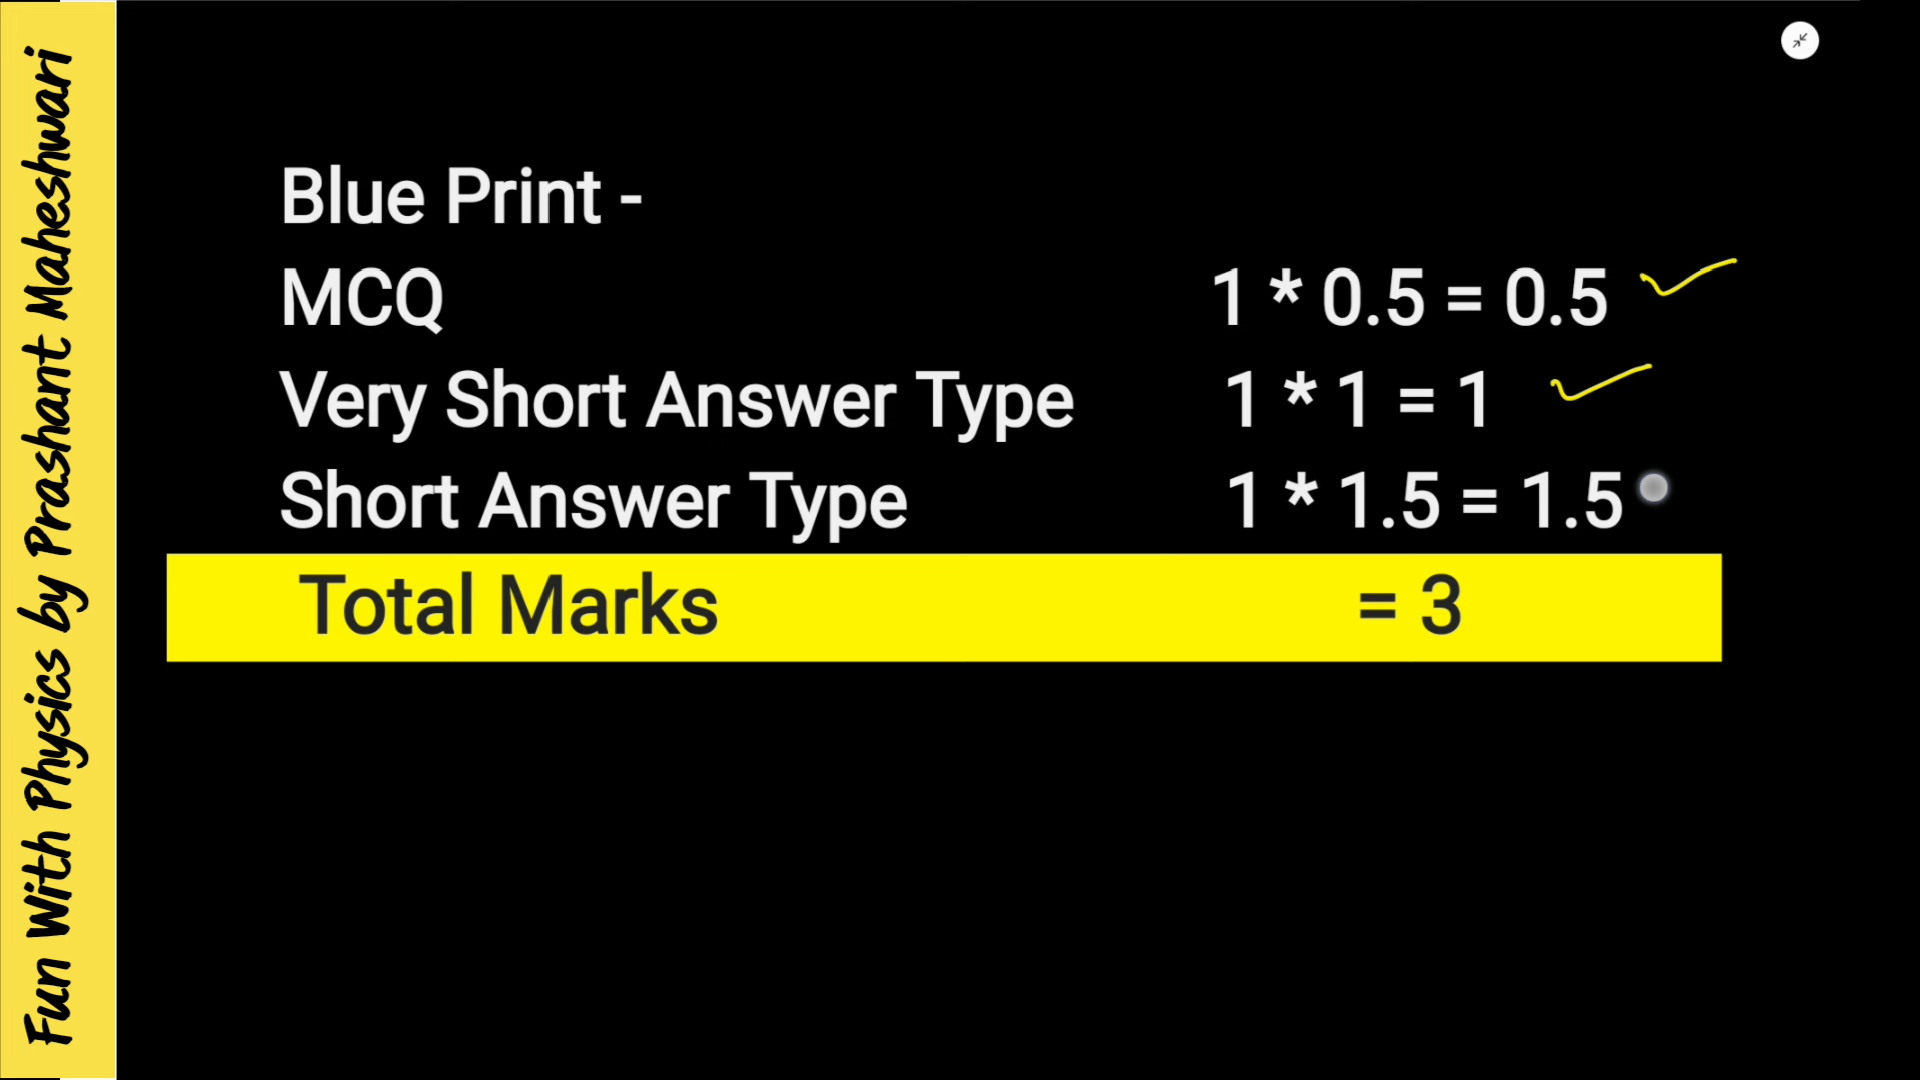 Fun With Physics by Prashant Maheshwari
Blue Print -
MCQ 1 * 0.5 = 0.5
Very Short Answer Type 1 * 1 = 1
Short Answer Type 1 * 1.5 = 1.5
Total Marks = 3